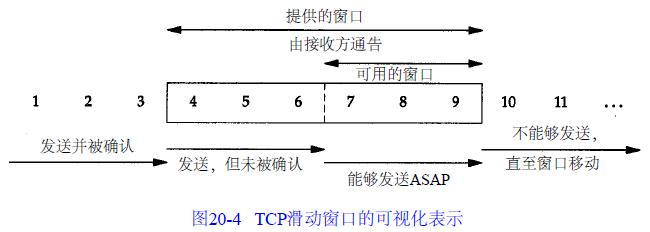 提供的窗口
由接收方通告
可用的窗口
1 2 3 4 5 6 7 8 9 10 11 ...
发送并被确认
发送，但未被确认
能够发送ASAP
不能够发送，
直至窗口移动
图20-4 TCP滑动窗口的可视化表示